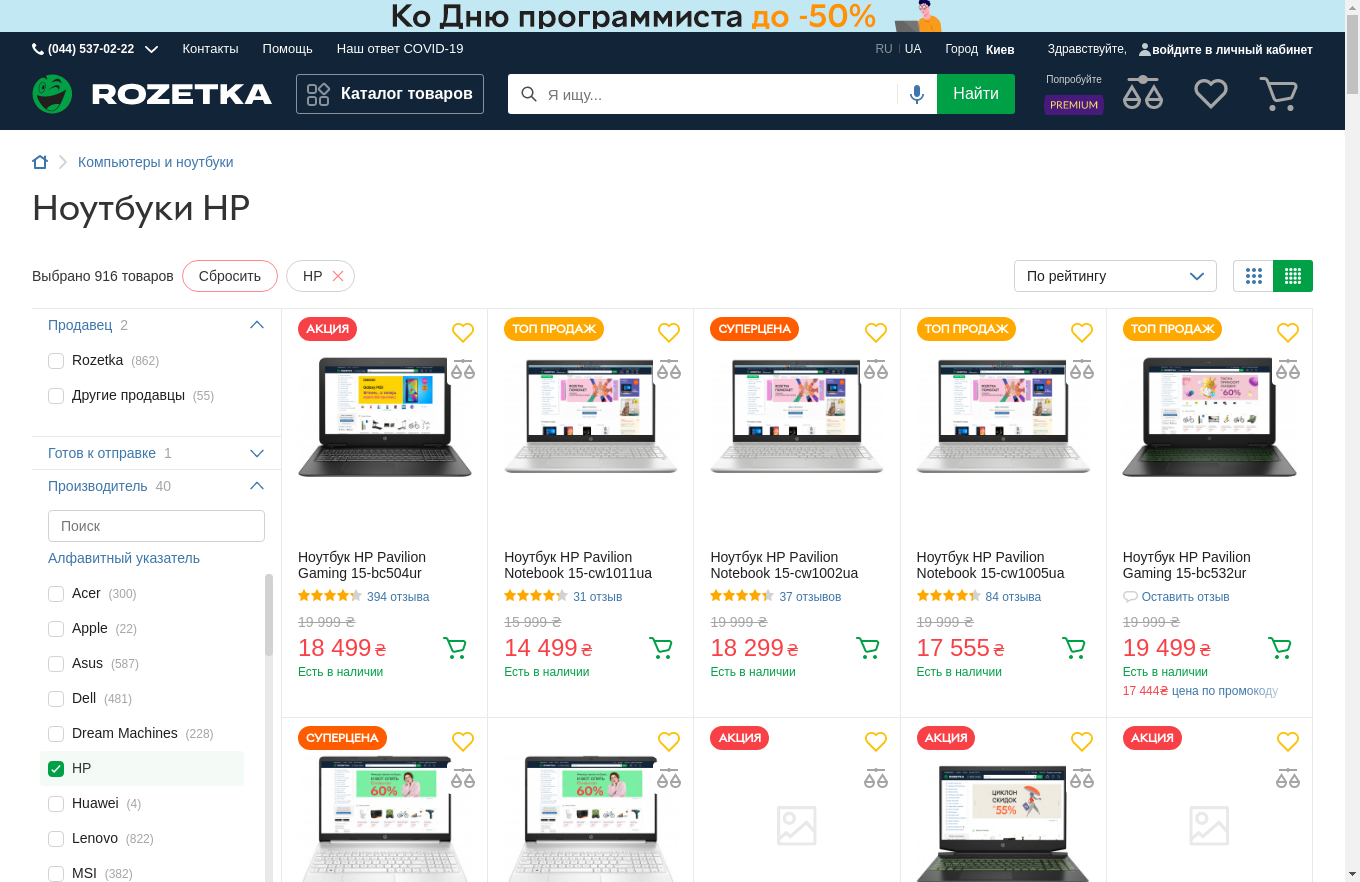 Ко Дню программиста до -50%
(044) 537-02-22 Контакты Помощь Наш ответ COVID-19 RU UA Город Киев Здравствуйте, войдите в личный кабинет
ROZETKA Каталог товаров Я ищу... Найти Попробуйте
PREMIUM
Компьютеры и ноутбуки
Ноутбуки HP
Выбрано 916 товаров Сбросить HP По рейтингу
Продавец 2
Rozetka (862)
Другие продавцы (55)
Готов к отправке 1
Производитель 40
Поиск
Алфавитный указатель
Acer (300)
Apple (22)
Asus (587)
Dell (481)
Dream Machines (228)
HP
Huawei (4)
Lenovo (822)
MSI (382)
АКЦИЯ
Ноутбук HP Pavilion
Gaming 15-bc504ur
394 отзыва
19 999 ₴
18 499 ₴
Есть в наличии
ТОП ПРОДАЖ
Ноутбук HP Pavilion
Notebook 15-cw1011ua
31 отзыв
15 999 ₴
14 499 ₴
Есть в наличии
СУПЕРЦЕНА
Ноутбук HP Pavilion
Notebook 15-cw1002ua
37 отзывов
19 999 ₴
18 299 ₴
Есть в наличии
ТОП ПРОДАЖ
Ноутбук HP Pavilion
Notebook 15-cw1005ua
84 отзыва
19 999 ₴
17 555 ₴
Есть в наличии
ТОП ПРОДАЖ
60%
Ноутбук HP Pavilion
Gaming 15-bc532ur
Оставить отзыв
19 999 ₴
19 499 ₴
Есть в наличии
17 444₴ цена по промокоду
СУПЕРЦЕНА
60%
60%
АКЦИЯ
АКЦИЯ
ЦИКЛОН
СКИДОК
55%
АКЦИЯ